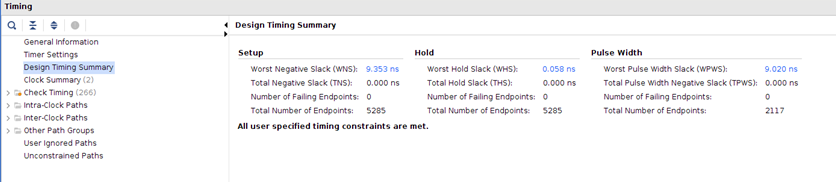 Timing
Design Timing Summary
General Information
Timer Settings
Design Timing Summary
Clock Summary (2)
Check Timing (266)
Intra-Clock Paths
Inter-Clock Paths
Other Path Groups
User Ignored Paths
Unconstrained Paths
Setup Hold Pulse Width
Worst Negative Slack (WNS): 9.353 ns Worst Hold Slack (WHS): 0.058 ns Worst Pulse Width Slack (WPWS): 9.020 ns
Total Negative Slack (TNS): 0.000 ns Total Hold Slack (THS): 0.000 ns Total Pulse Width Negative Slack (TPWS): 0.000 ns
Number of Failing Endpoints: 0 Number of Failing Endpoints: 0 Number of Failing Endpoints: 0
Total Number of Endpoints: 5285 Total Number of Endpoints: 5285 Total Number of Endpoints: 2117
All user specified timing constraints are met.